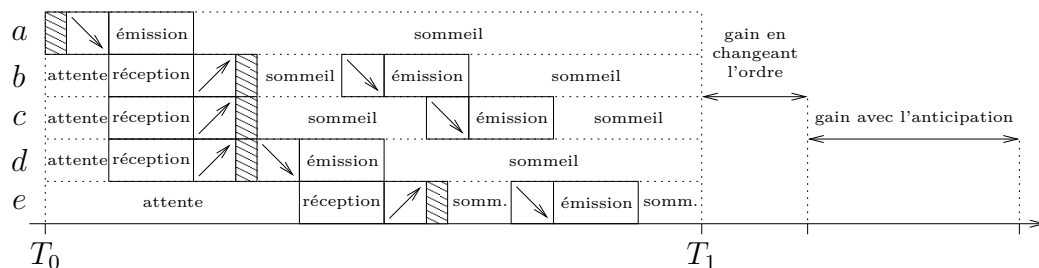 a émission sommeil
gain en
changeant
l'ordre
b attente réception sommeil émission sommeil
c réception sommeil émission sommeil
gain avec l'anticipation
d attente réception émission sommeil
e attente réception somm. émission somm.
T0 T1